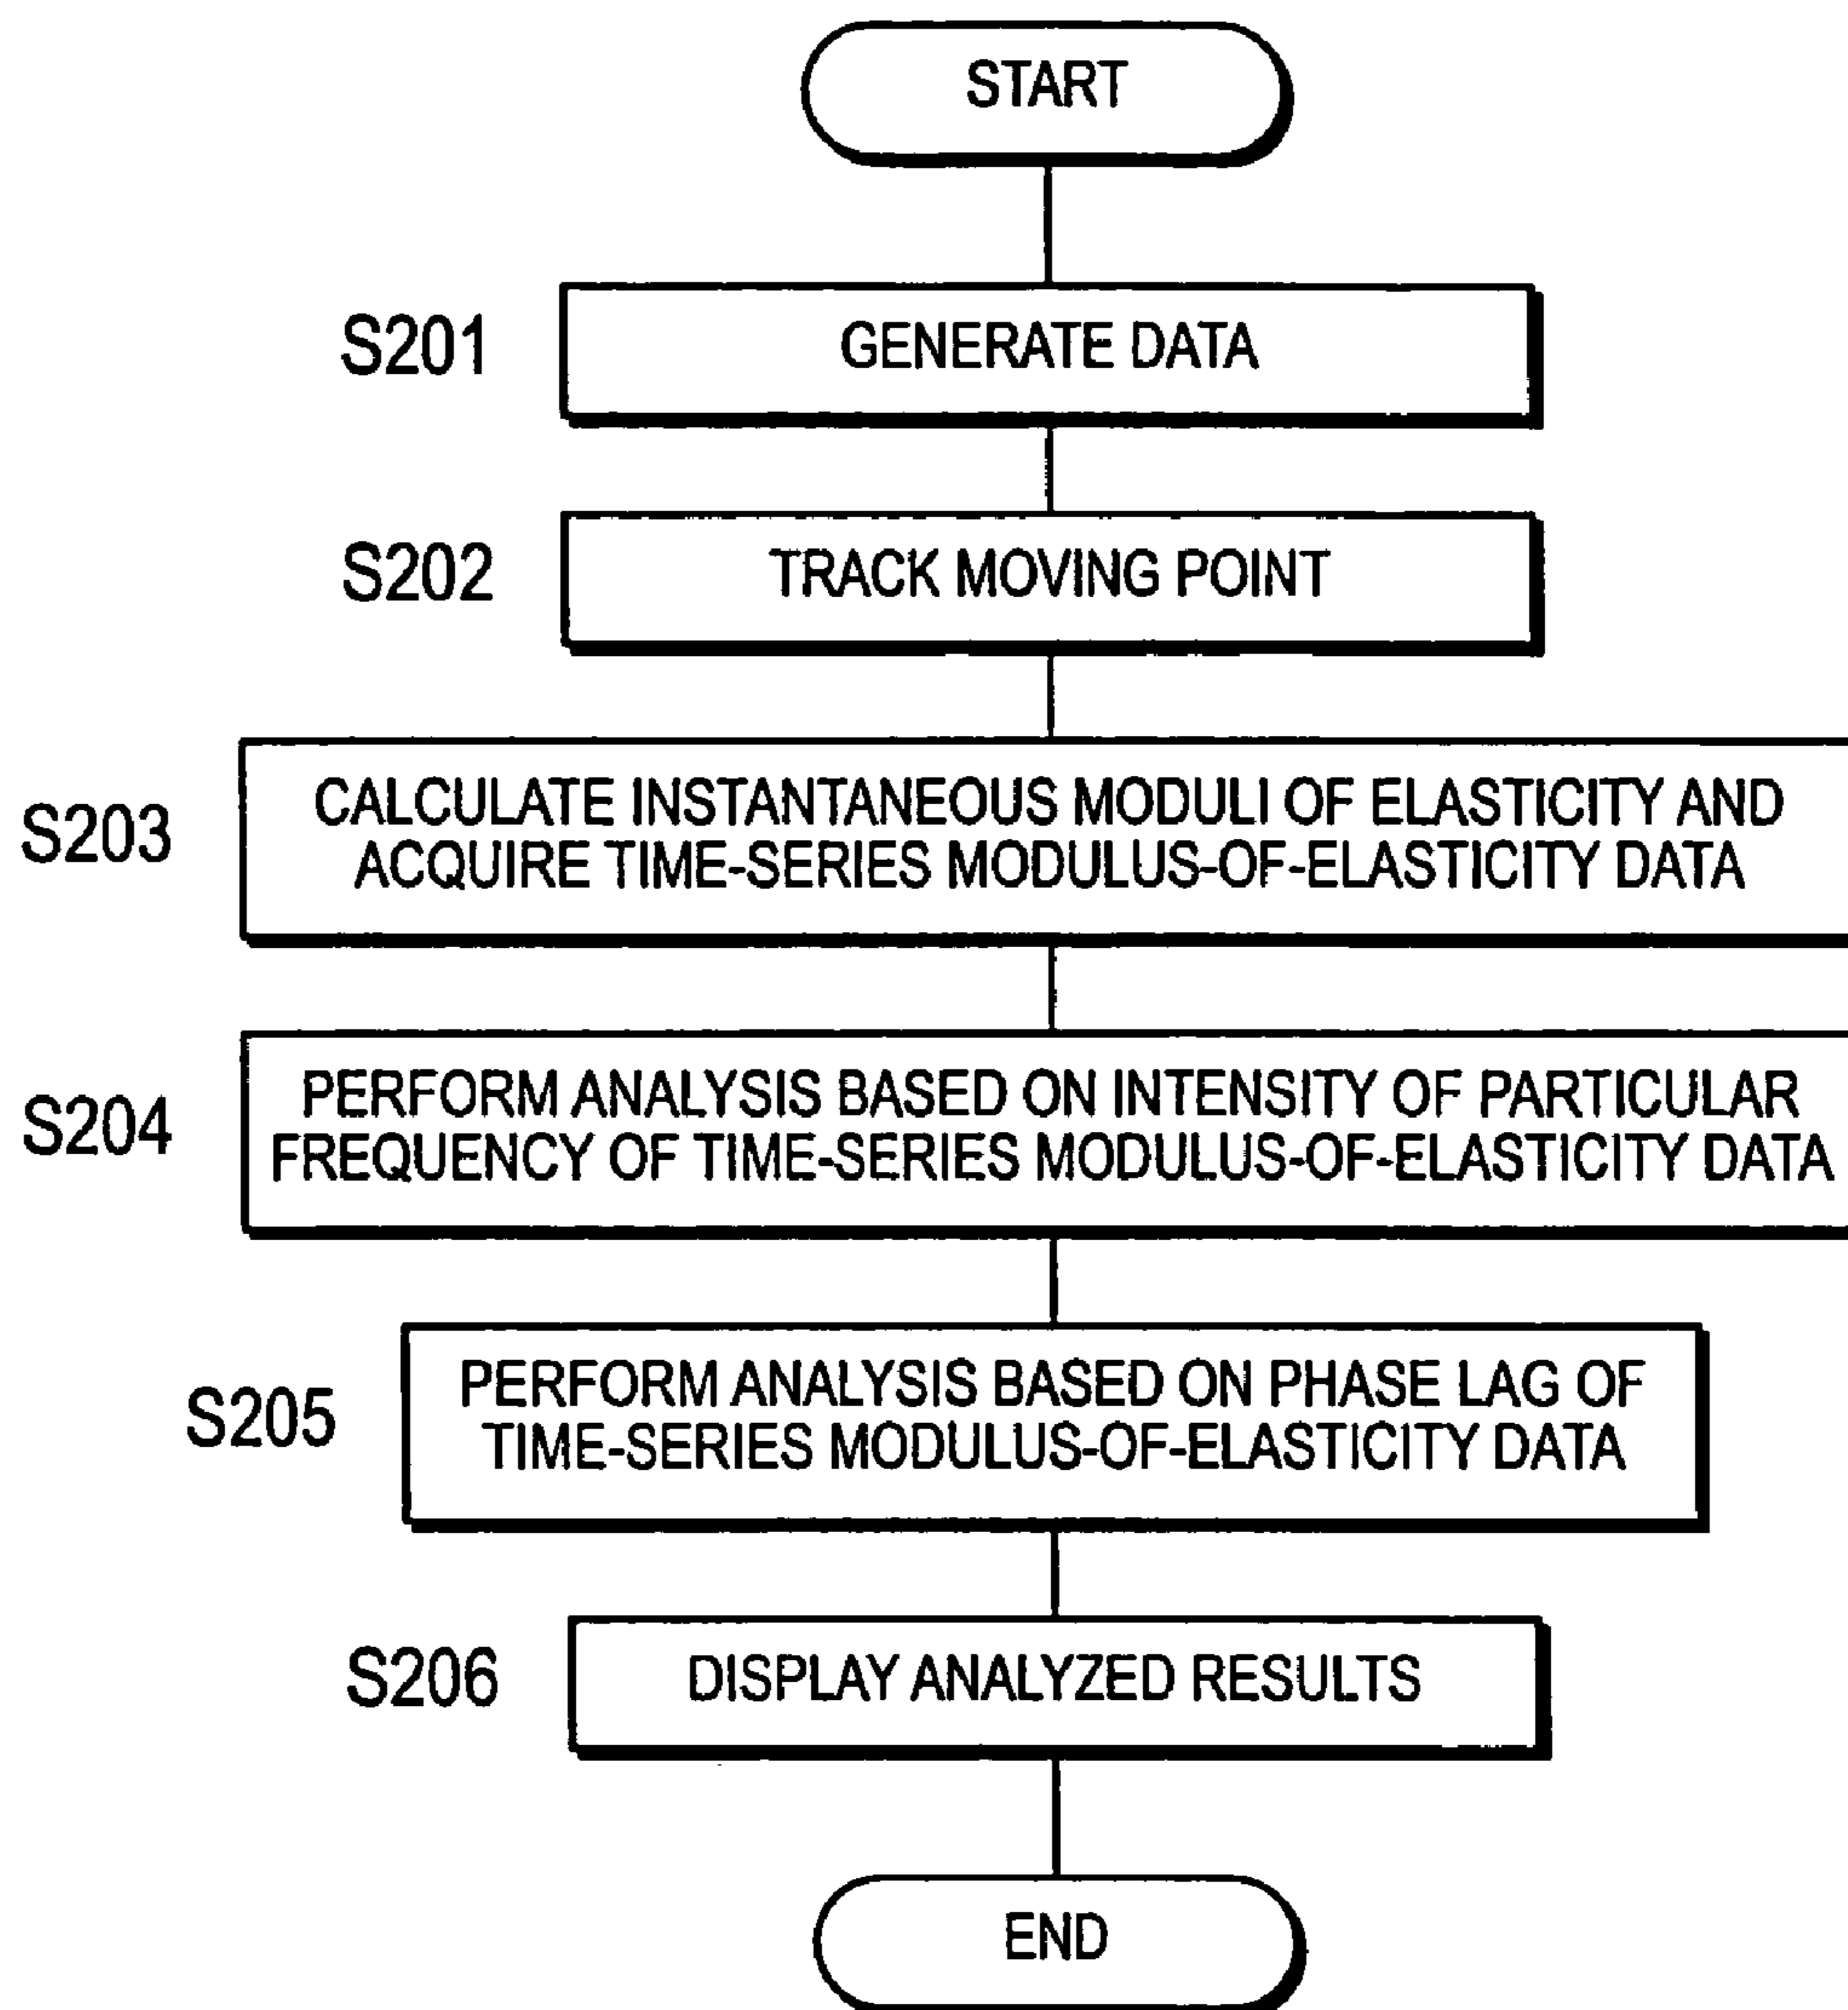 START
S201
GENERATE DATA
S202
TRACK MOVING POINT
S203
CALCULATE INSTANTANEOUS MODULI OF ELASTICITY AND
ACQUIRE TIME-SERIES MODULUS-OF-ELASTICITY DATA
S204
PERFORM ANALYSIS BASED ON INTENSITY OF PARTICULAR
FREQUENCY OF TIME-SERIES MODULUS-OF-ELASTICITY DATA
S205
PERFORM ANALYSIS BASED ON PHASE LAG OF
TIME-SERIES MODULUS-OF-ELASTICITY DATA
S206
DISPLAY ANALYZED RESULTS
END